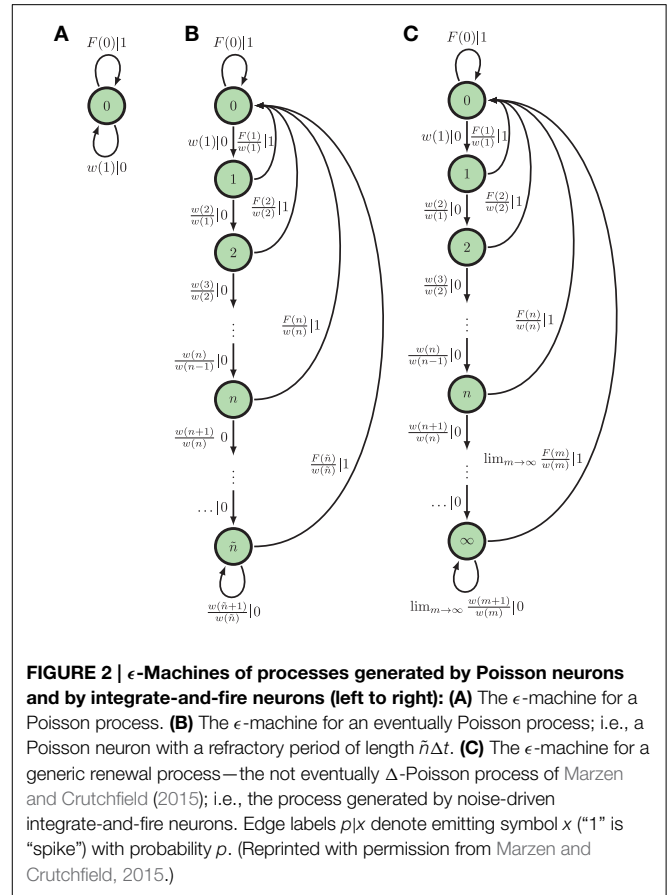 A
B
C
F(0)|1
F(0)|1
F(0)|1
0
0
0
w(1)|0
w(1)|0
F(1)/w(1)|1
w(1)|0
F(1)/w(1)|1
1
1
w(2)/w(1)|0
F(2)/w(2)|1
w(2)/w(1)|0
F(2)/w(2)|1
2
2
w(3)/w(2)|0
w(3)/w(2)|0
⋮
F(n)/w(n)|1
⋮
F(n)/w(n)|1
w(n)/w(n−1)|0
w(n)/w(n−1)|0
n
n
w(n+1)/w(n) 0
w(n+1)/w(n)|0
⋮
F(ñ)/w(ñ)|1
⋮
lim m→∞ F(m)/w(m)|1
...|0
...|0
ñ
∞
w(ñ+1)/w(ñ)|0
lim m→∞ w(m+1)/w(m)|0
FIGURE 2 | ϵ-Machines of processes generated by Poisson neurons
and by integrate-and-fire neurons (left to right): (A) The ϵ-machine for a
Poisson process. (B) The ϵ-machine for an eventually Poisson process; i.e., a
Poisson neuron with a refractory period of length ñΔt. (C) The ϵ-machine for a
generic renewal process—the not eventually Δ-Poisson process of Marzen
and Crutchfield (2015); i.e., the process generated by noise-driven
integrate-and-fire neurons. Edge labels p|x denote emitting symbol x (“1” is
“spike”) with probability p. (Reprinted with permission from Marzen and
Crutchfield, 2015.)